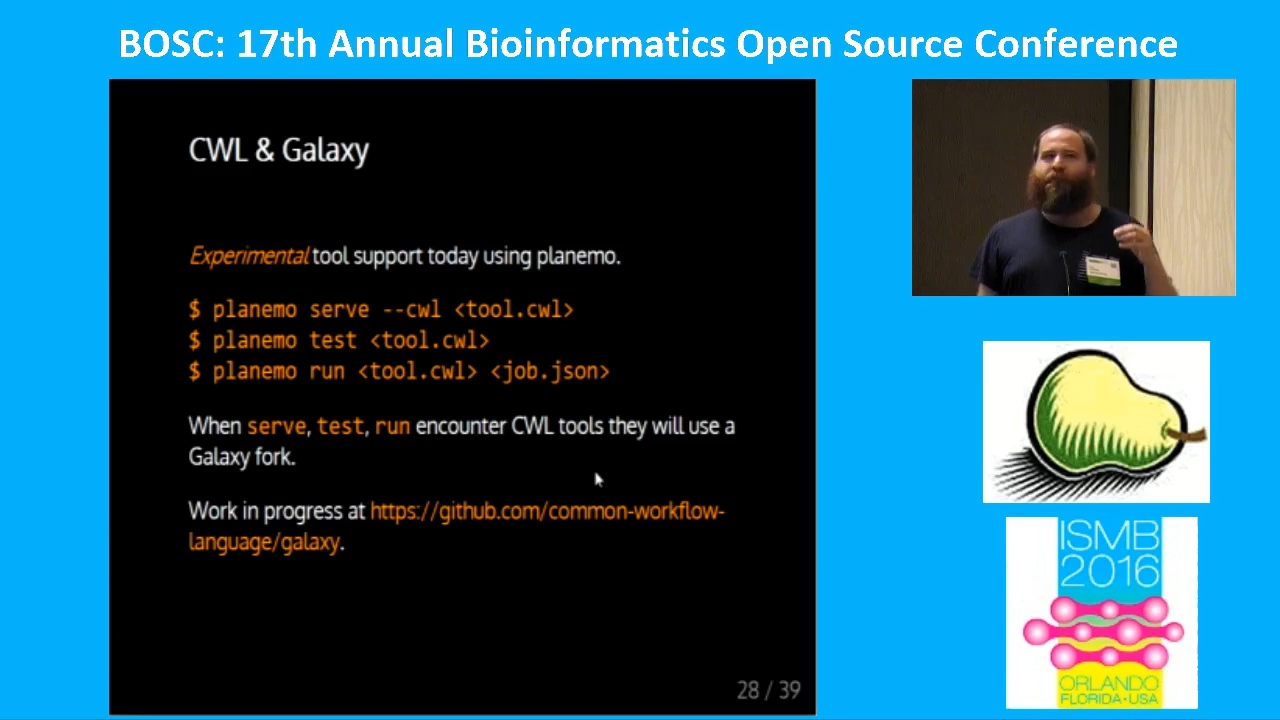 BOSC: 17th Annual Bioinformatics Open Source Conference
CWL & Galaxy
Experimental tool support today using planemo.
$ planemo serve --cwl <tool.cwl>
$ planemo test <tool.cwl>
$ planemo run <tool.cwl> <job.json>
When serve, test, run encounter CWL tools they will use a
Galaxy fork.
Work in progress at https://github.com/common-workflow-
language/galaxy.
28 / 39
ISMB
2016
ORLANDO
FLORIDA•USA